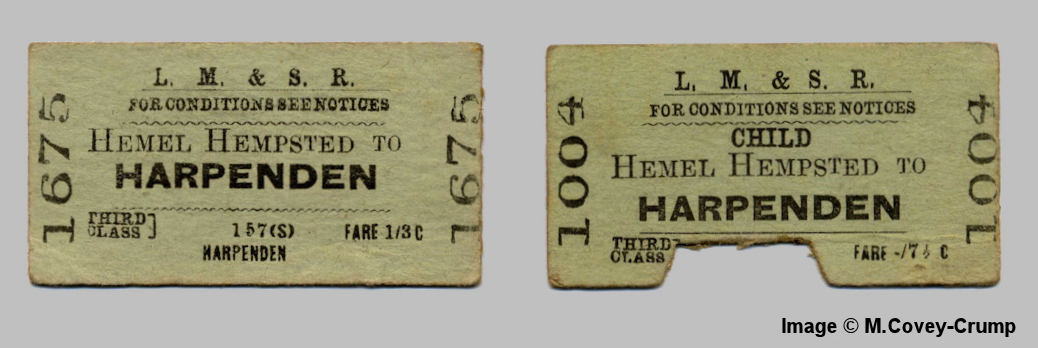 L. M. & S. R.
FOR CONDITIONS SEE NOTICES
HEMEL HEMPSTED TO
HARPENDEN
THIRD CLASS] 157(S) FARE 1/3 C
HARPENDEN
1675
1675
L. M. & S. R.
FOR CONDITIONS SEE NOTICES
CHILD
HEMEL HEMPSTED TO
HARPENDEN
THIRD CLASS FARE -/7½ C
1004
1004
Image © M.Covey-Crump